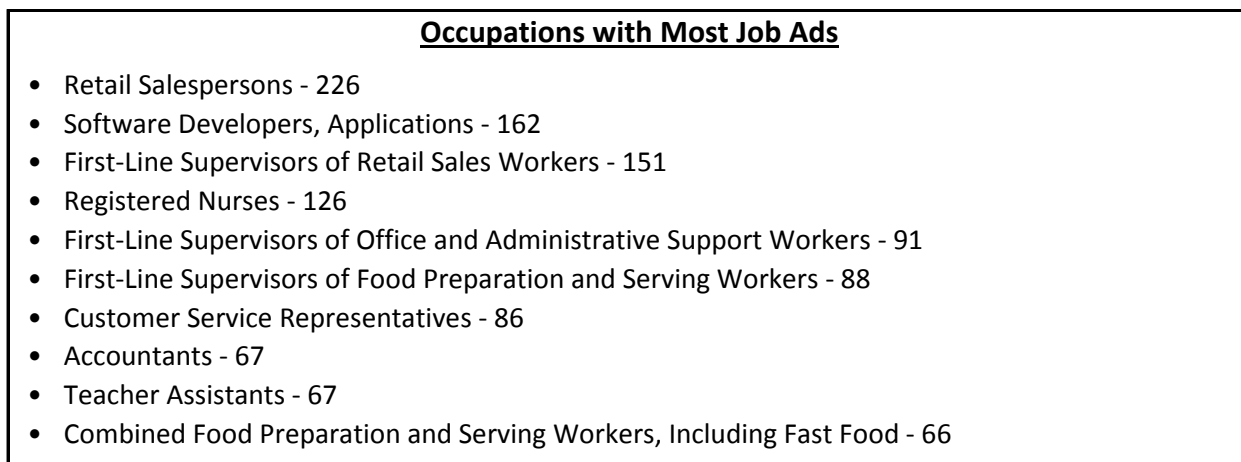 Occupations with Most Job Ads
• Retail Salespersons - 226
• Software Developers, Applications - 162
• First-Line Supervisors of Retail Sales Workers - 151
• Registered Nurses - 126
• First-Line Supervisors of Office and Administrative Support Workers - 91
• First-Line Supervisors of Food Preparation and Serving Workers - 88
• Customer Service Representatives - 86
• Accountants - 67
• Teacher Assistants - 67
• Combined Food Preparation and Serving Workers, Including Fast Food - 66